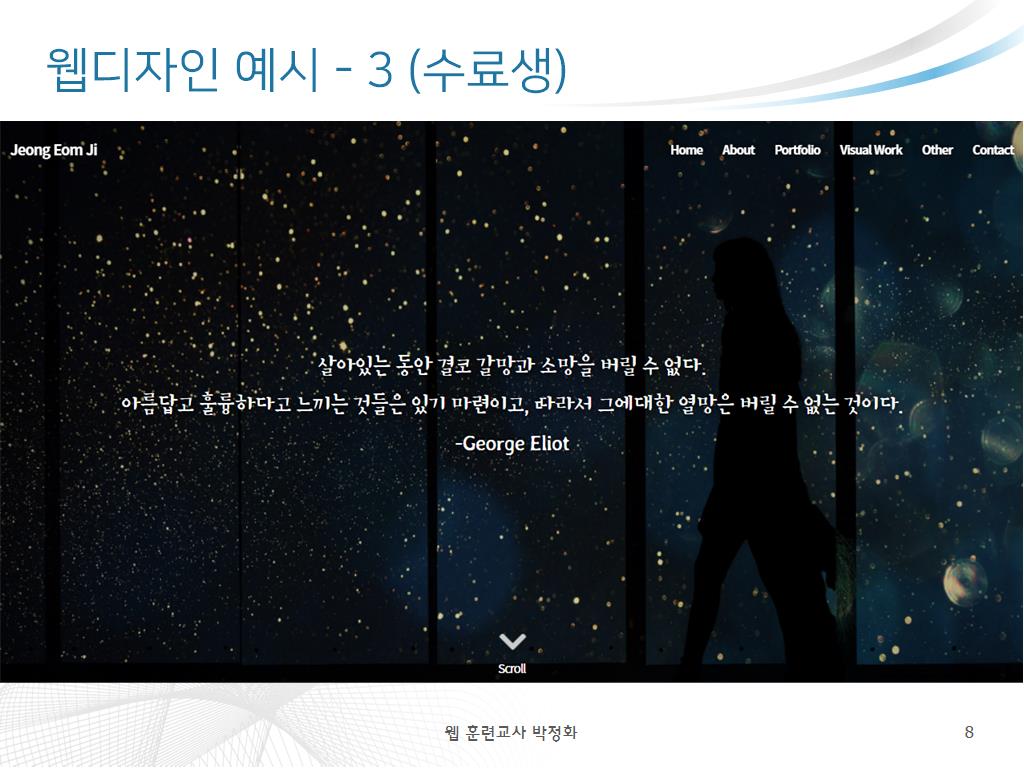 웹디자인 예시 - 3 (수료생)
Jeong Eom Ji
Home About Portfolio Visual Work Other Contact
살아있는 동안 결코 갈망과 소망을 버릴 수 없다.
아름답고 훌륭하다고 느끼는 것들은 있기 마련이고, 따라서 그에대한 열망은 버릴 수 없는 것이다.
-George Eliot
Scroll
웹 훈련교사 박정화
8